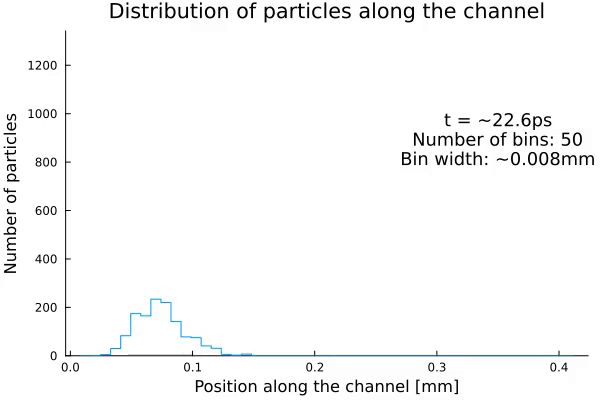 Distribution of particles along the channel
Number of particles
1200
1000
800
600
400
200
0
t = ~22.6ps
Number of bins: 50
Bin width: ~0.008mm
0.0 0.1 0.2 0.3 0.4
Position along the channel [mm]